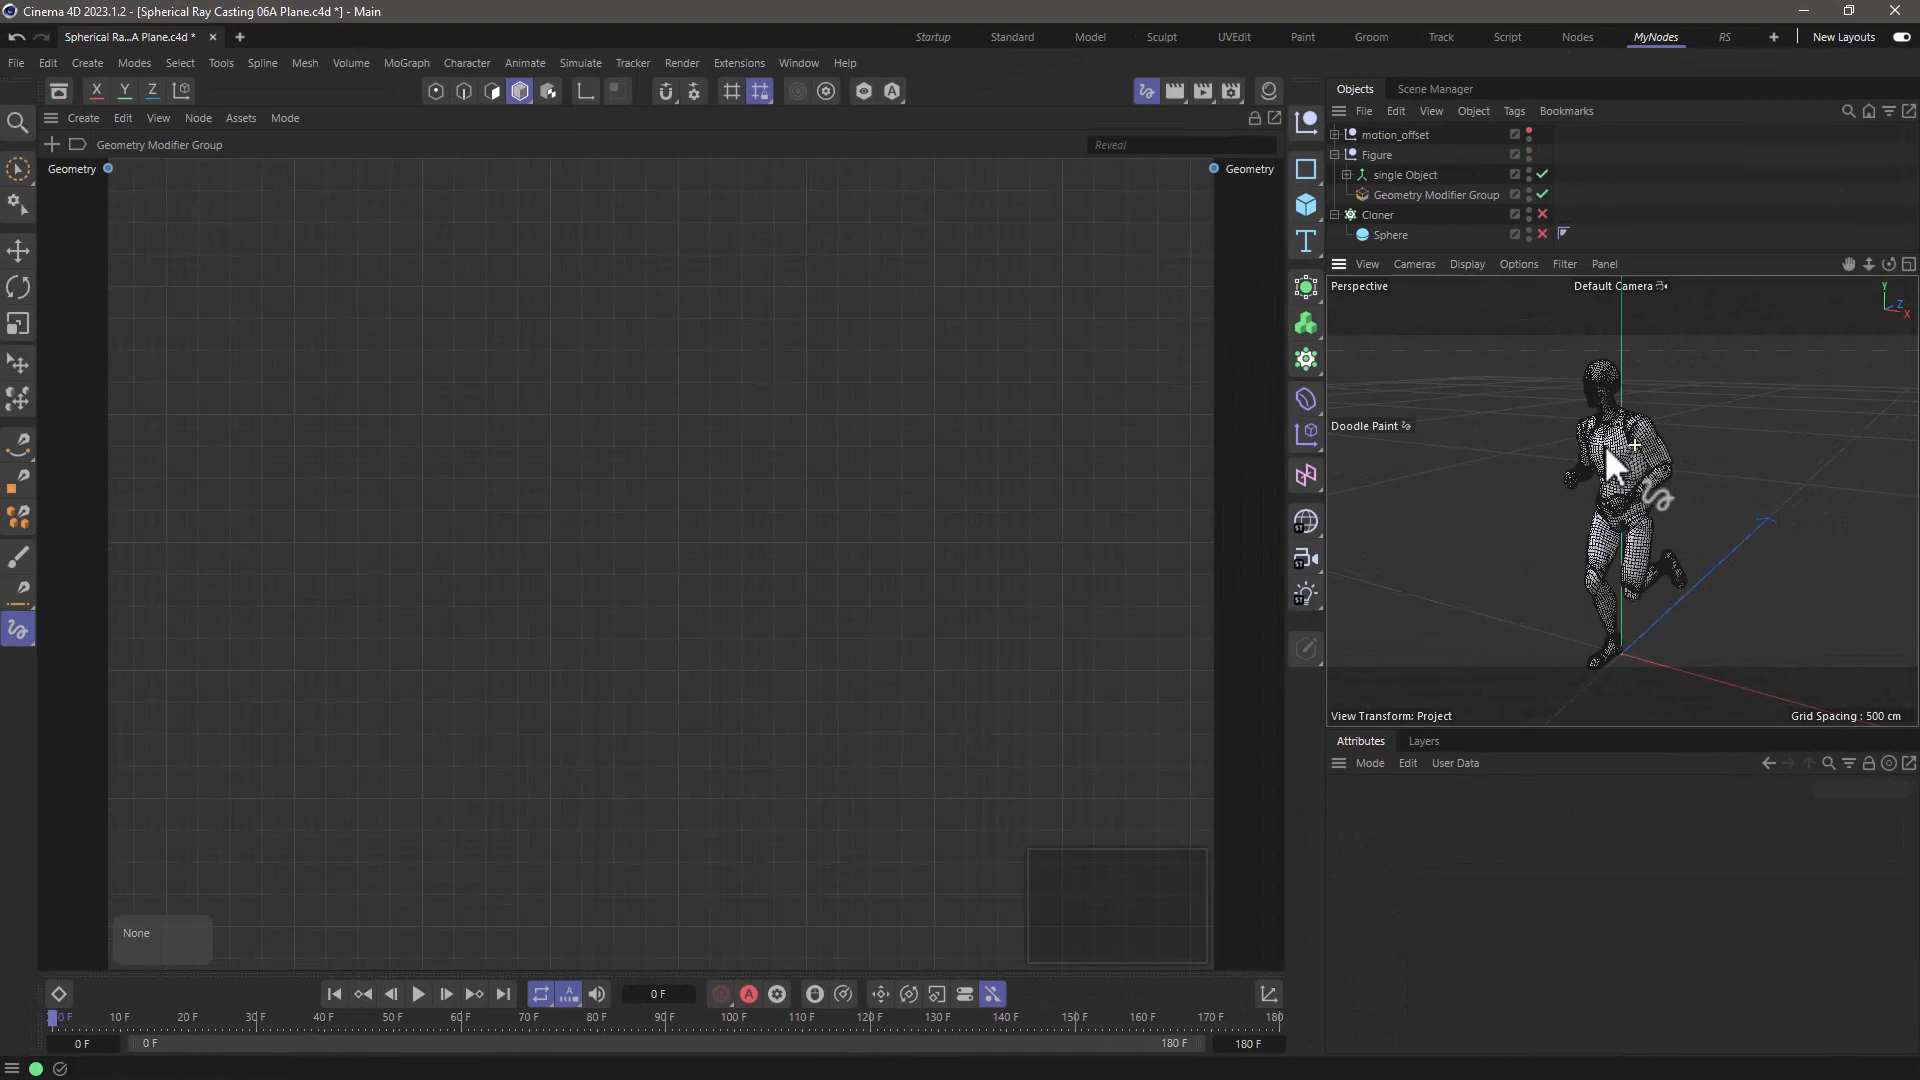 Cinema 4D 2023.1.2 - [Spherical Ray Casting 06A Plane.c4d *] - Main
Spherical Ra...A Plane.c4d *
Startup Standard Model Sculpt UVEdit Paint Groom Track Script Nodes MyNodes RS New Layouts
File Edit Create Modes Select Tools Spline Mesh Volume MoGraph Character Animate Simulate Tracker Render Extensions Window Help
X Y Z
Objects Scene Manager
File Edit View Object Tags Bookmarks
Create Edit View Node Assets Mode
Geometry Modifier Group
Reveal
Geometry
Geometry
motion_offset
Figure
single Object
Geometry Modifier Group
Cloner
Sphere
View Cameras Display Options Filter Panel
Perspective
Default Camera
Y
Z
X
Doodle Paint
View Transform: Project
Grid Spacing : 500 cm
Attributes Layers
Mode Edit User Data
None
0 F
0 F 10 F 20 F 30 F 40 F 50 F 60 F 70 F 80 F 90 F 100 F 110 F 120 F 130 F 140 F 150 F 160 F 170 F 180
0 F
0 F
180 F
180 F